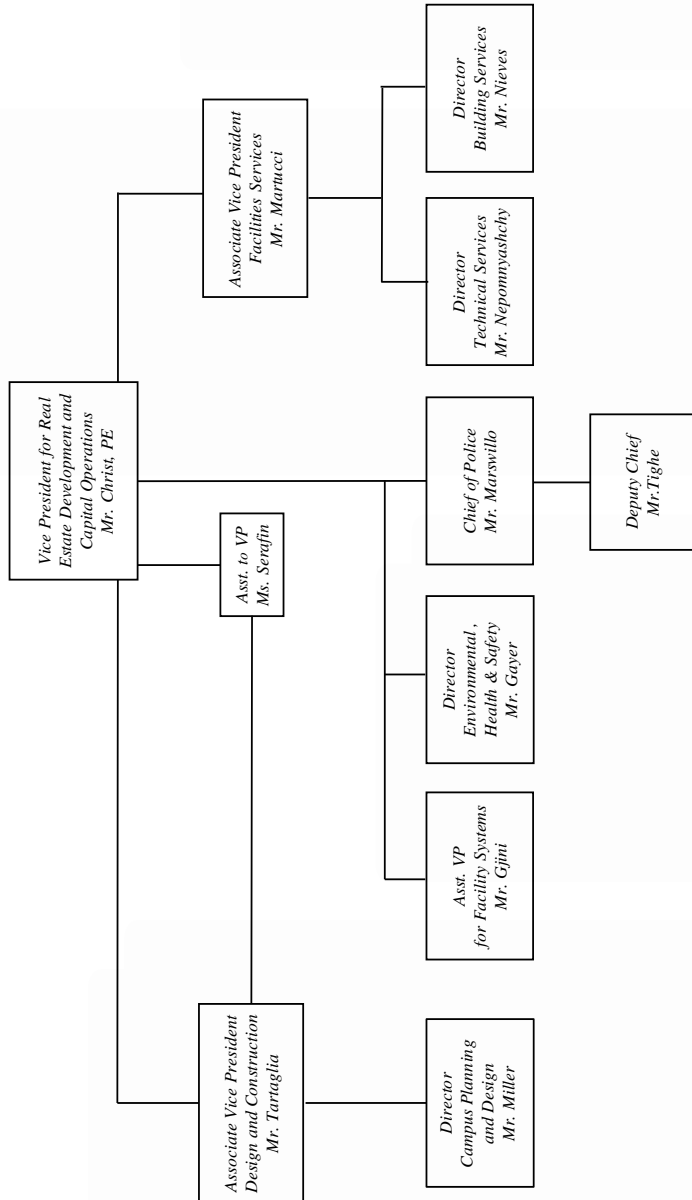 Vice President for Real
Estate Development and
Capital Operations
Mr. Christ, PE
Asst. to VP
Ms. Serafin
Associate Vice President
Design and Construction
Mr. Tartaglia
Associate Vice President
Facilities Services
Mr. Martucci
Director
Campus Planning
and Design
Mr. Miller
Asst. VP
for Facility Systems
Mr. Gjini
Director
Environmental ,
Health & Safety
Mr. Gayer
Chief of Police
Mr. Marswillo
Director
Technical Services
Mr. Nepomnyashchy
Director
Building Services
Mr. Nieves
Deputy Chief
Mr.Tighe